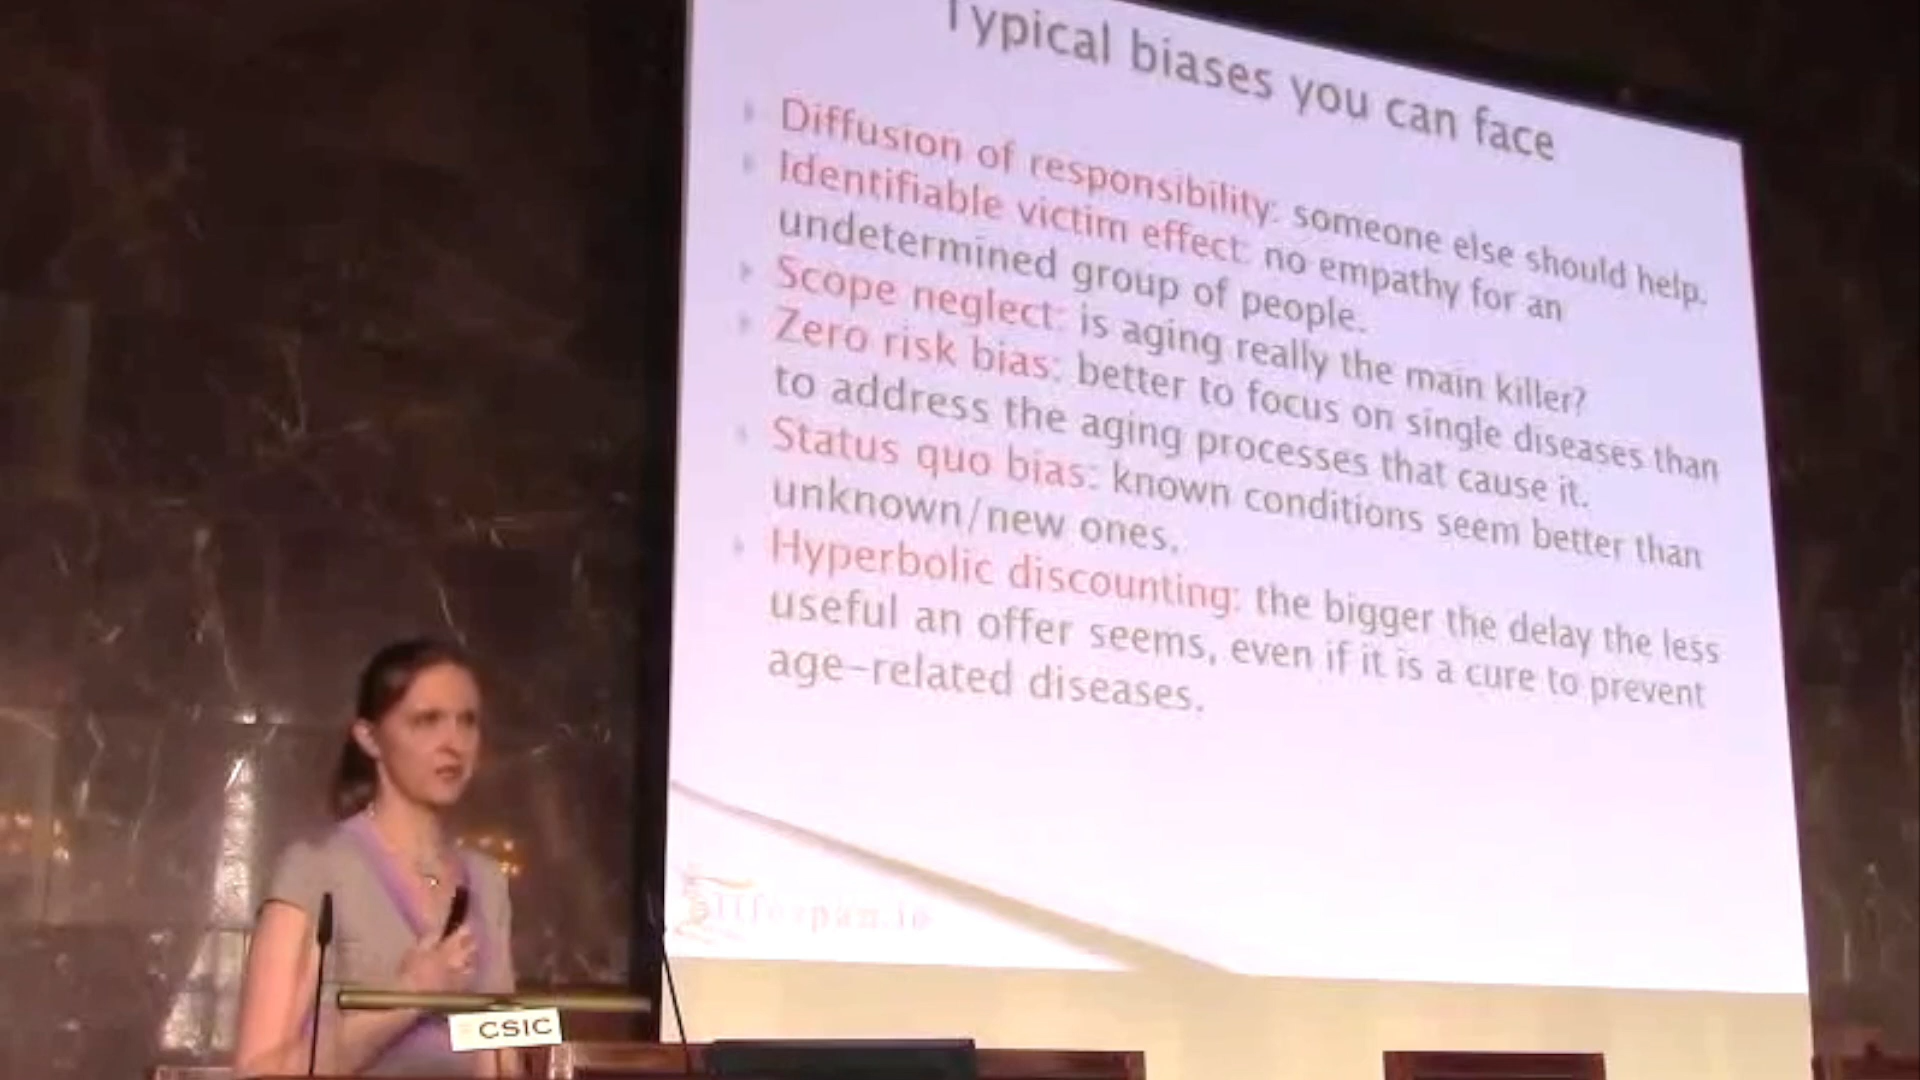 Typical biases you can face
Diffusion of responsibility: someone else should help.
Identifiable victim effect: no empathy for an
undetermined group of people.
Scope neglect: is aging really the main killer?
Zero risk bias: better to focus on single diseases than
to address the aging processes that cause it.
Status quo bias: known conditions seem better than
unknown/new ones.
Hyperbolic discounting: the bigger the delay the less
useful an offer seems, even if it is a cure to prevent
age-related diseases.
lifespan.io
CSIC